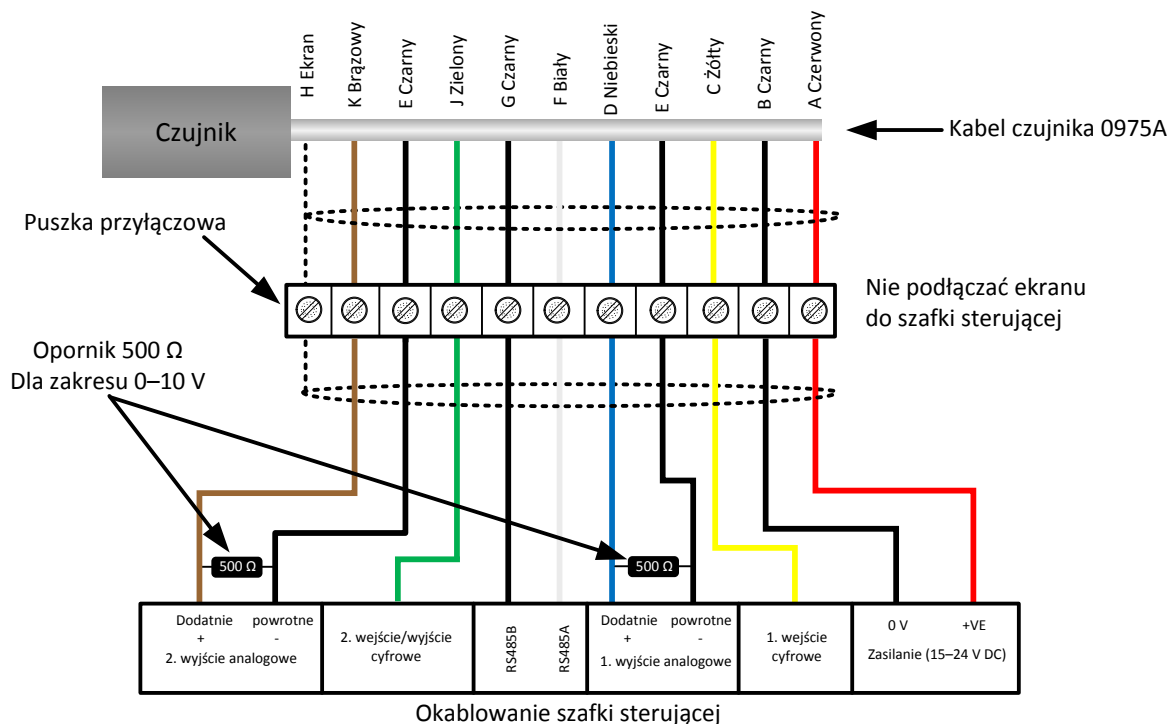 H Ekran
K Brązowy
E Czarny
J Zielony
G Czarny
F Biały
D Niebieski
E Czarny
C Żółty
B Czarny
A Czerwony
Czujnik
Kabel czujnika 0975A
Puszka przyłączowa
Nie podłączać ekranu
do szafki sterującej
Opornik 500 Ω
Dla zakresu 0–10 V
500 Ω
500 Ω
Dodatnie
+
powrotne
-
2. wyjście analogowe
2. wejście/wyjście
cyfrowe
RS485B
RS485A
Dodatnie
+
powrotne
-
1. wyjście analogowe
1. wejście
cyfrowe
0 V
+VE
Zasilanie (15–24 V DC)
Okablowanie szafki sterującej